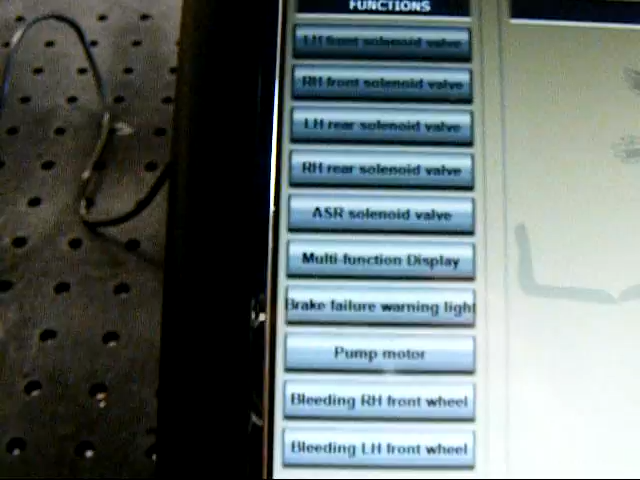 FUNCTIONS
LH front solenoid valve
RH front solenoid valve
LH rear solenoid valve
RH rear solenoid valve
ASR solenoid valve
Multi-function Display
Brake failure warning light
Pump motor
Bleeding RH front wheel
Bleeding LH front wheel